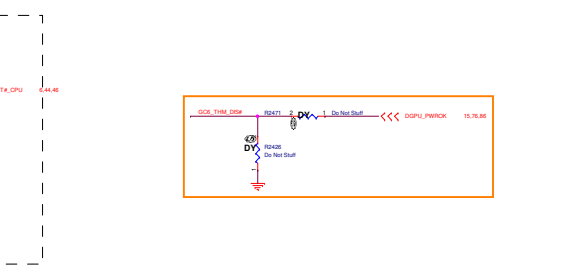 T#_CPU 6,44,46
GC6_THM_DIS# R2471 2 DY 1 Do Not Stuff DGPU_PWROK 15,76,86
DY R2426
Do Not Stuff
1